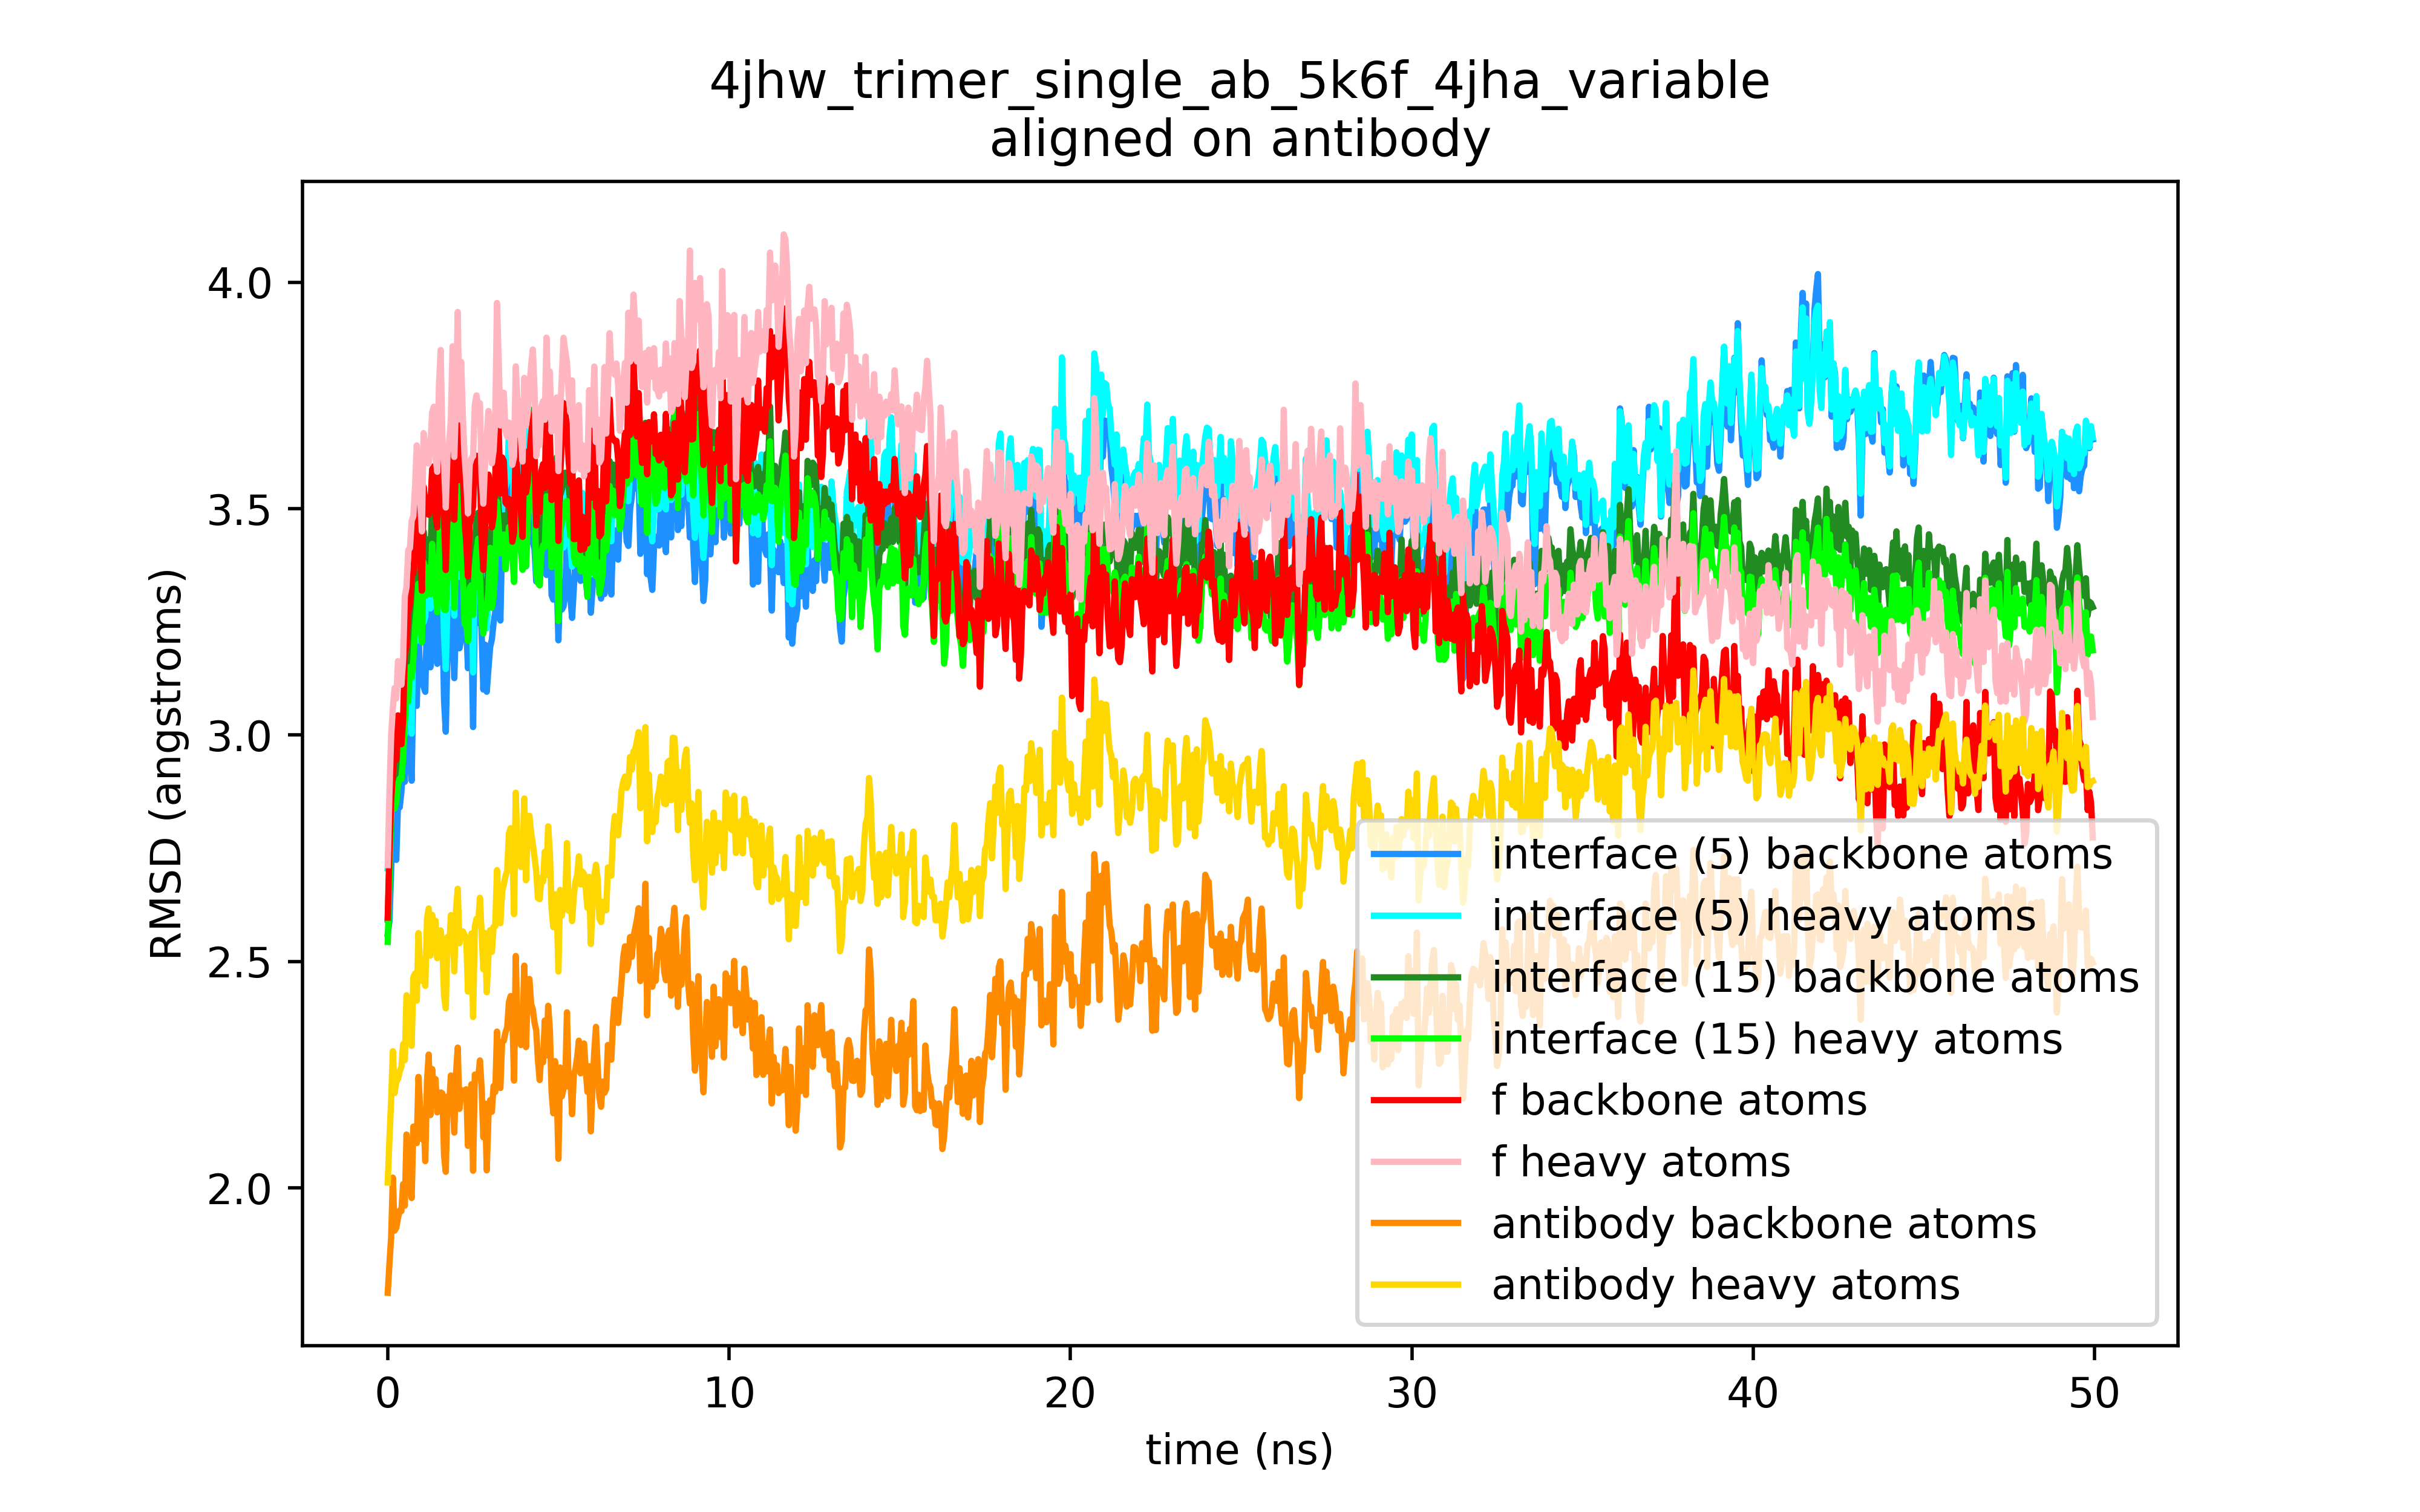 4jhw_trimer_single_ab_5k6f_4jha_variable
aligned on antibody
RMSD (angstroms)
4.0
3.5
3.0
2.5
2.0
interface (5) backbone atoms
interface (5) heavy atoms
interface (15) backbone atoms
interface (15) heavy atoms
f backbone atoms
f heavy atoms
antibody backbone atoms
antibody heavy atoms
0 10 20 30 40 50
time (ns)